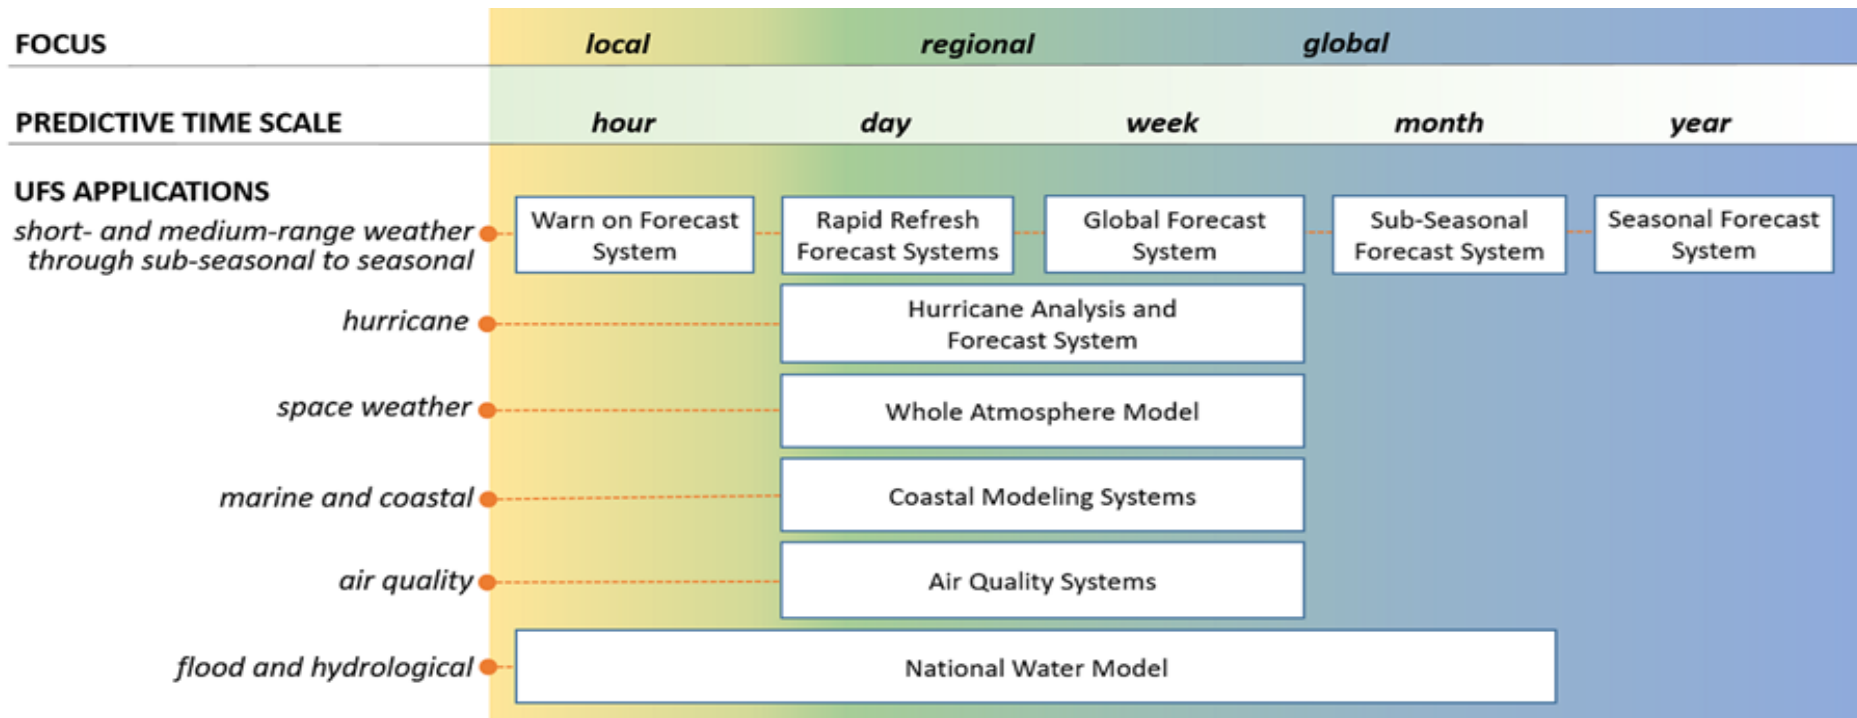 FOCUS local regional global
PREDICTIVE TIME SCALE hour day week month year
UFS APPLICATIONS
short- and medium-range weather
through sub-seasonal to seasonal
Warn on Forecast
System
Rapid Refresh
Forecast Systems
Global Forecast
System
Sub-Seasonal
Forecast System
Seasonal Forecast
System
hurricane
Hurricane Analysis and
Forecast System
space weather
Whole Atmosphere Model
marine and coastal
Coastal Modeling Systems
air quality
Air Quality Systems
flood and hydrological
National Water Model